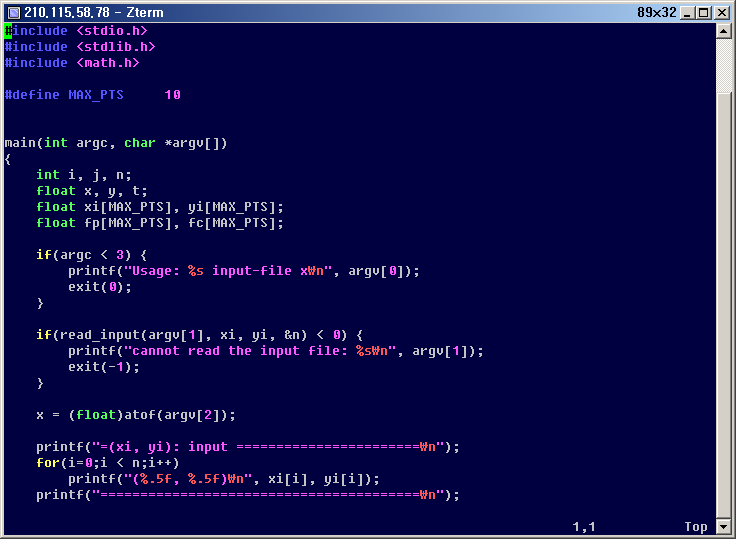 210.115.58.78 - Zterm 89×32
#include <stdio.h>
#include <stdlib.h>
#include <math.h>
#define MAX_PTS     10
main(int argc, char *argv[])
{
    int i, j, n;
    float x, y, t;
    float xi[MAX_PTS], yi[MAX_PTS];
    float fp[MAX_PTS], fc[MAX_PTS];
    if(argc < 3) {
        printf("Usage: %s input-file x₩n", argv[0]);
        exit(0);
    }
    if(read_input(argv[1], xi, yi, &n) < 0) {
        printf("cannot read the input file: %s₩n", argv[1]);
        exit(-1);
    }
    x = (float)atof(argv[2]);
    printf("=(xi, yi): input =======================₩n");
    for(i=0;i < n;i++)
        printf("(%.5f, %.5f)₩n", xi[i], yi[i]);
    printf("========================================₩n");
1,1 Top